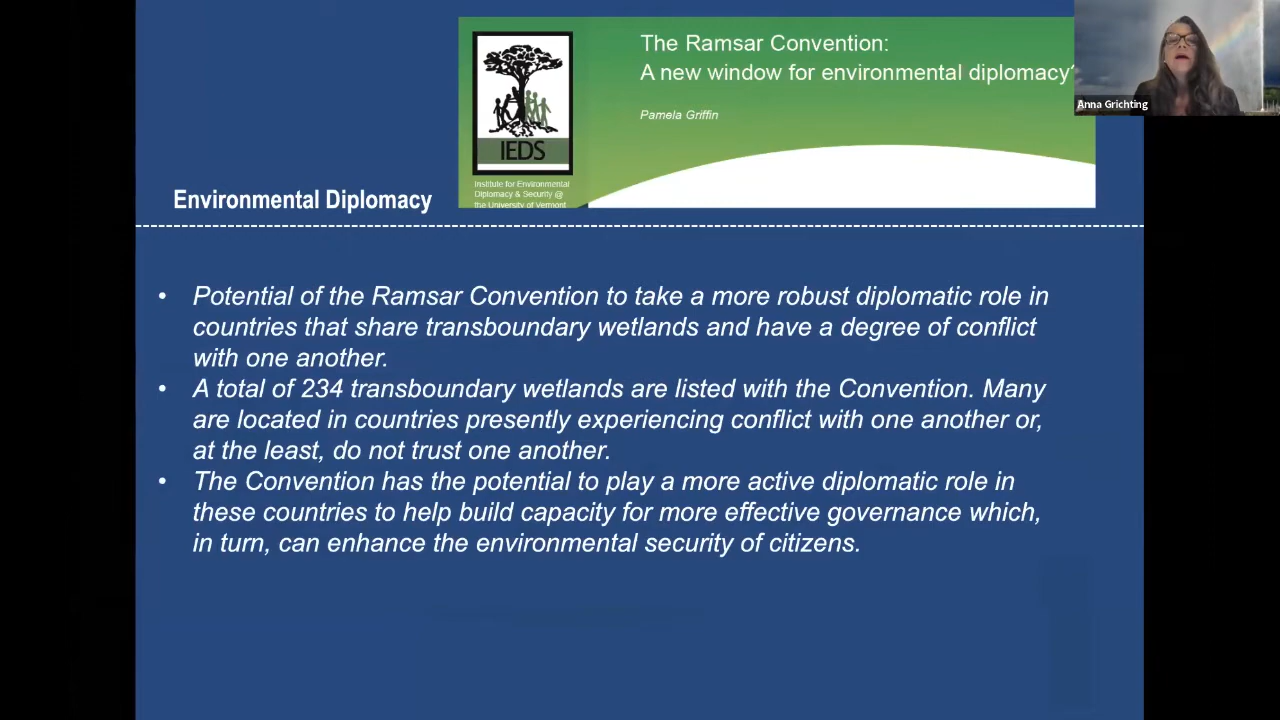 The Ramsar Convention:
A new window for environmental diplomacy?
Pamela Griffin
Anna Grichting
IEDS
Institute for Environmental
Diplomacy & Security @
the University of Vermont
Environmental Diplomacy
• Potential of the Ramsar Convention to take a more robust diplomatic role in
countries that share transboundary wetlands and have a degree of conflict
with one another.
• A total of 234 transboundary wetlands are listed with the Convention. Many
are located in countries presently experiencing conflict with one another or,
at the least, do not trust one another.
• The Convention has the potential to play a more active diplomatic role in
these countries to help build capacity for more effective governance which,
in turn, can enhance the environmental security of citizens.